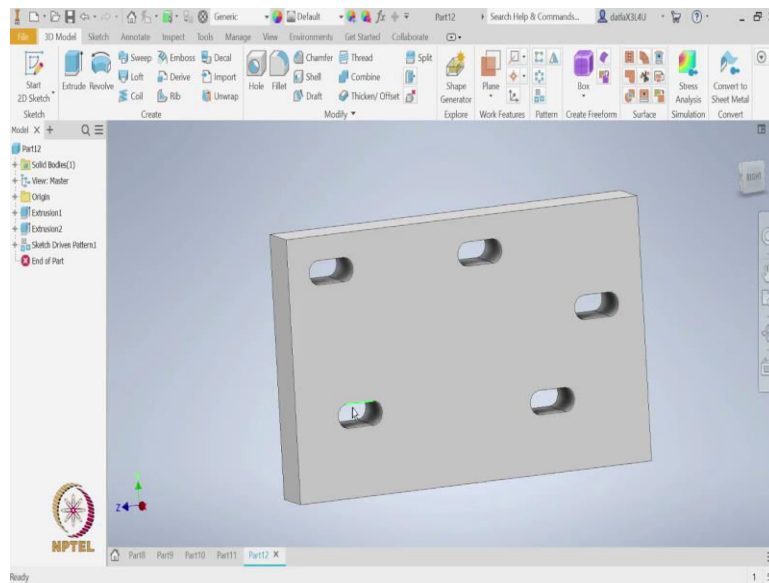 Generic
Default
fx
Part12
Search Help & Commands...
datlaX3L4U
File 3D Model Sketch Annotate Inspect Tools Manage View Environments Get Started Collaborate
Start
2D Sketch
Extrude Revolve
Sweep Emboss Decal
Loft Derive Import
Coil Rib Unwrap
Hole Fillet
Chamfer Thread Split
Shell Combine
Draft Thicken/ Offset
Shape
Generator
Plane
Box
Stress
Analysis
Convert to
Sheet Metal
Sketch Create Modify Explore Work Features Pattern Create Freeform Surface Simulation Convert
Model X +
Part12
Solid Bodies(1)
View: Master
Origin
Extrusion1
Extrusion2
Sketch Driven Pattern1
End of Part
RIGHT
Z
NPTEL
Part8 Part9 Part10 Part11 Part12 X
Ready
1